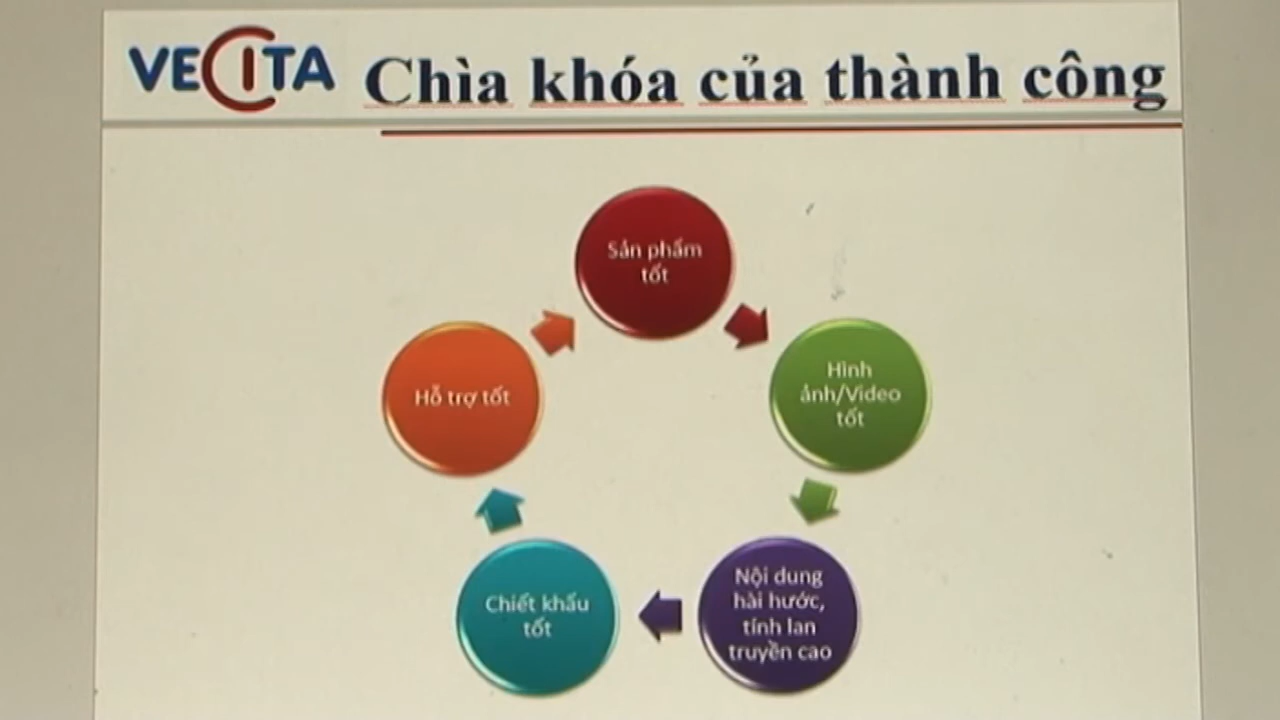 VECITA
Chìa khóa của thành công
Sản phẩm
tốt
Hình
ảnh/Video
tốt
Nội dung
hài hước,
tính lan
truyền cao
Chiết khấu
tốt
Hỗ trợ tốt